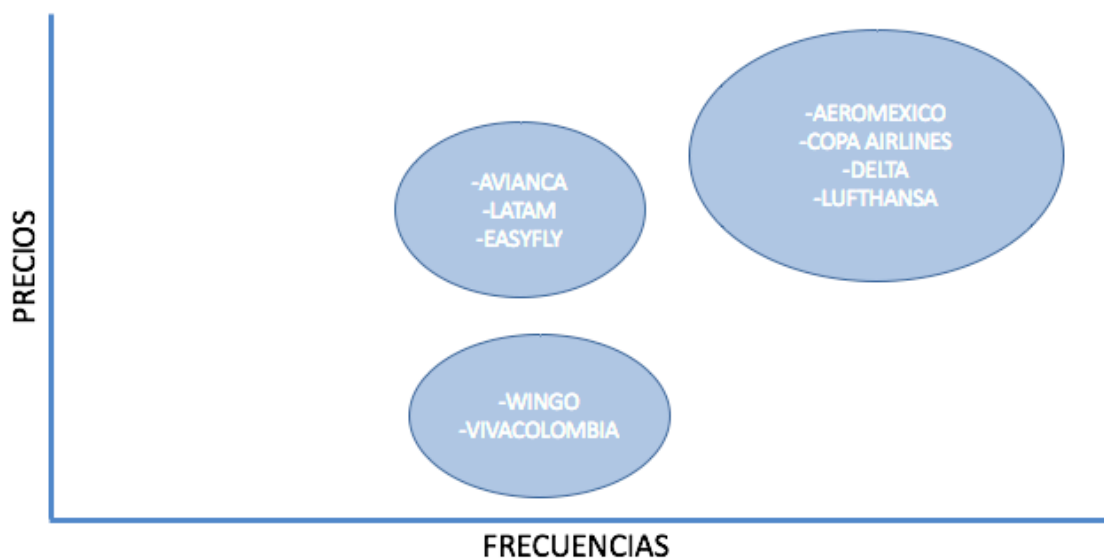 PRECIOS
-AEROMEXICO
-COPA AIRLINES
-DELTA
-LUFTHANSA
-AVIANCA
-LATAM
-EASYFLY
-WINGO
-VIVACOLOMBIA
FRECUENCIAS